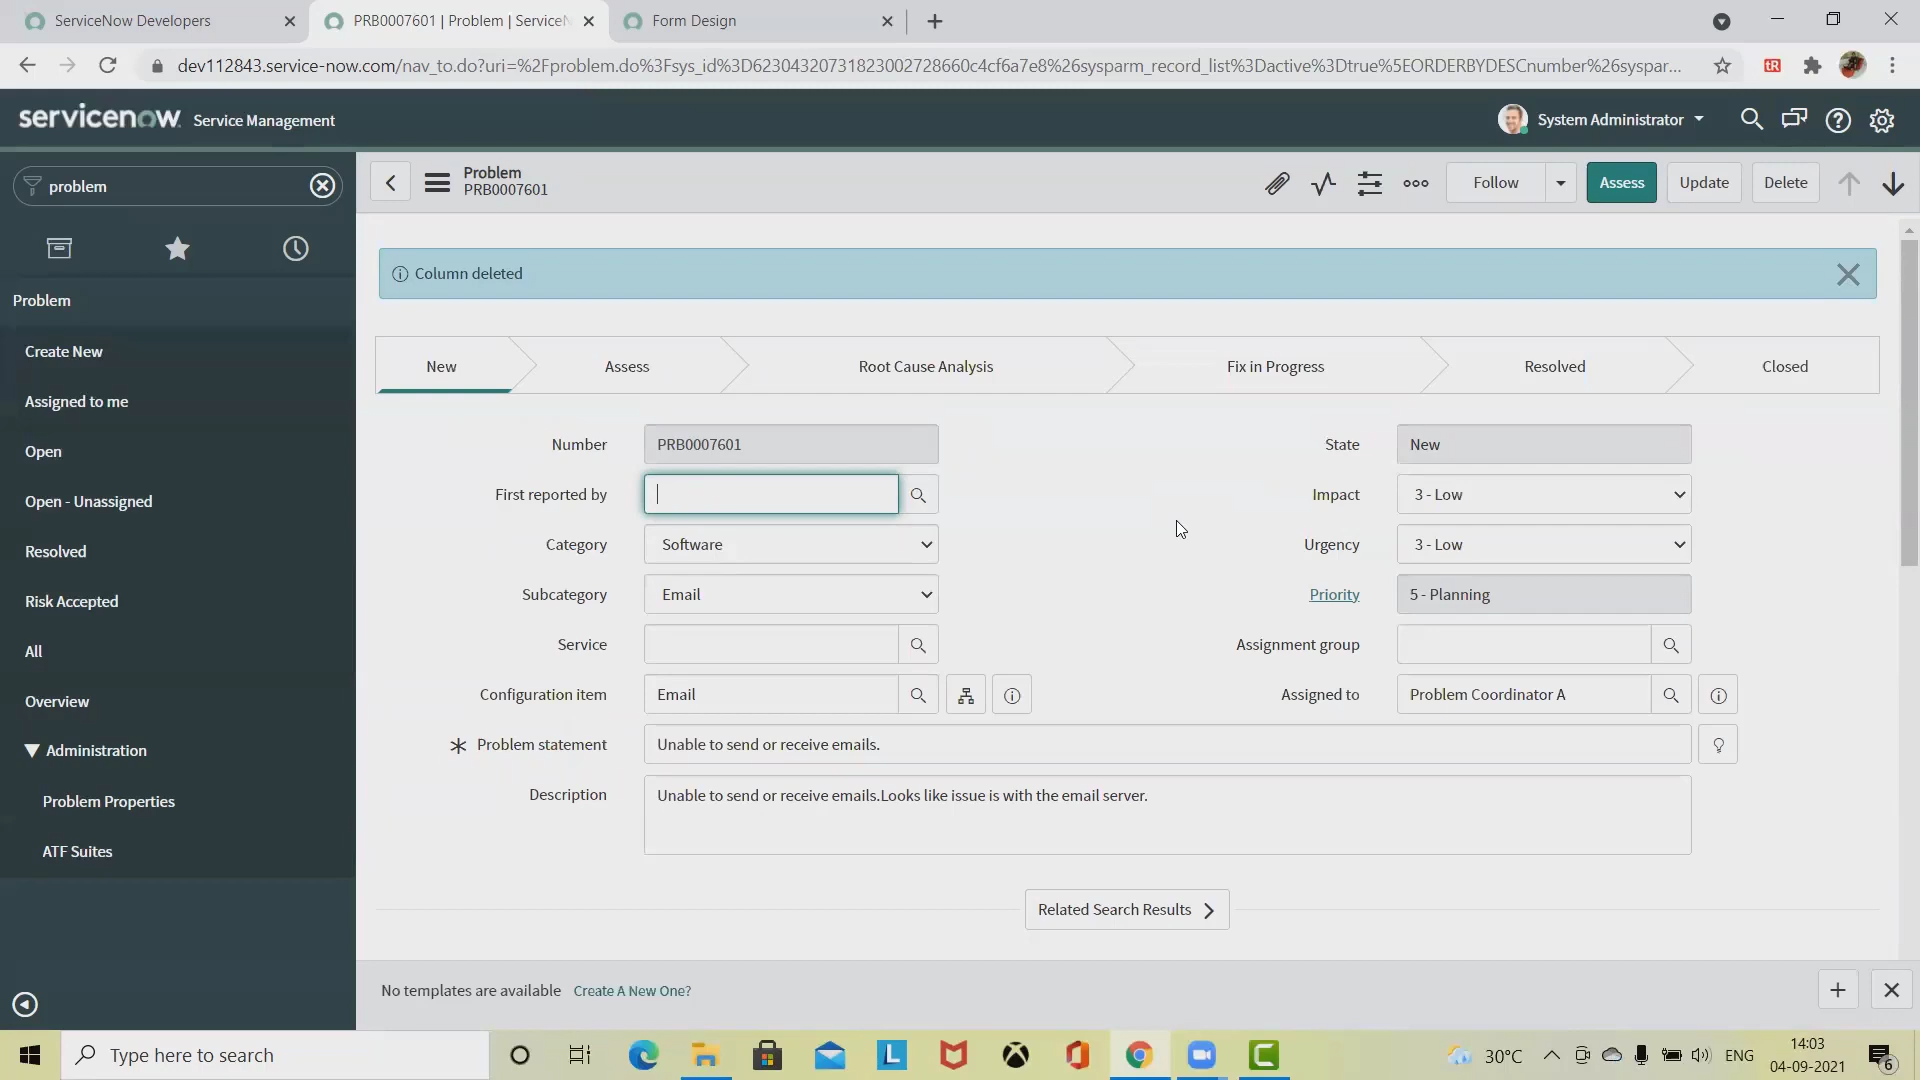 ServiceNow Developers
PRB0007601 | Problem | ServiceN
Form Design
dev112843.service-now.com/nav_to.do?uri=%2Fproblem.do%3Fsys_id%3D62304320731823002728660c4cf6a7e8%26sysparm_record_list%3Dactive%3Dtrue%5EORDERBYDESCnumber%26syspar...
servicenow Service Management
System Administrator
problem
Problem
PRB0007601
Follow
Assess
Update
Delete
Column deleted
Problem
Create New
Assigned to me
Open
Open - Unassigned
Resolved
Risk Accepted
All
Overview
Administration
Problem Properties
ATF Suites
New
Assess
Root Cause Analysis
Fix in Progress
Resolved
Closed
Number PRB0007601
State New
First reported by
Impact 3 - Low
Category Software
Urgency 3 - Low
Subcategory Email
Priority 5 - Planning
Service
Assignment group
Configuration item Email
Assigned to Problem Coordinator A
Problem statement Unable to send or receive emails.
Description Unable to send or receive emails.Looks like issue is with the email server.
Related Search Results
No templates are available Create A New One?
Type here to search
30°C
ENG
14:03
04-09-2021
6